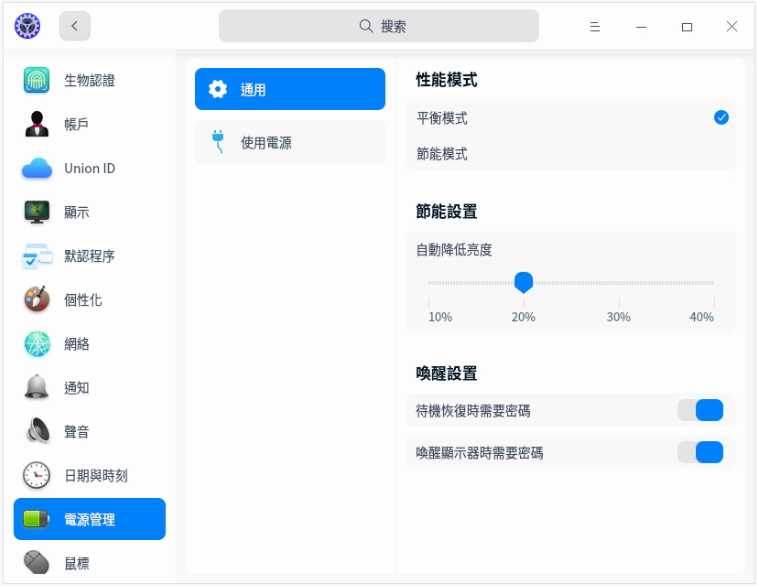 搜索
生物認證
帳戶
Union ID
顯示
默認程序
個性化
網絡
通知
聲音
日期與時刻
電源管理
鼠標
通用
使用電源
性能模式
平衡模式
節能模式
節能設置
自動降低亮度
10% 20% 30% 40%
喚醒設置
待機恢復時需要密碼
喚醒顯示器時需要密碼